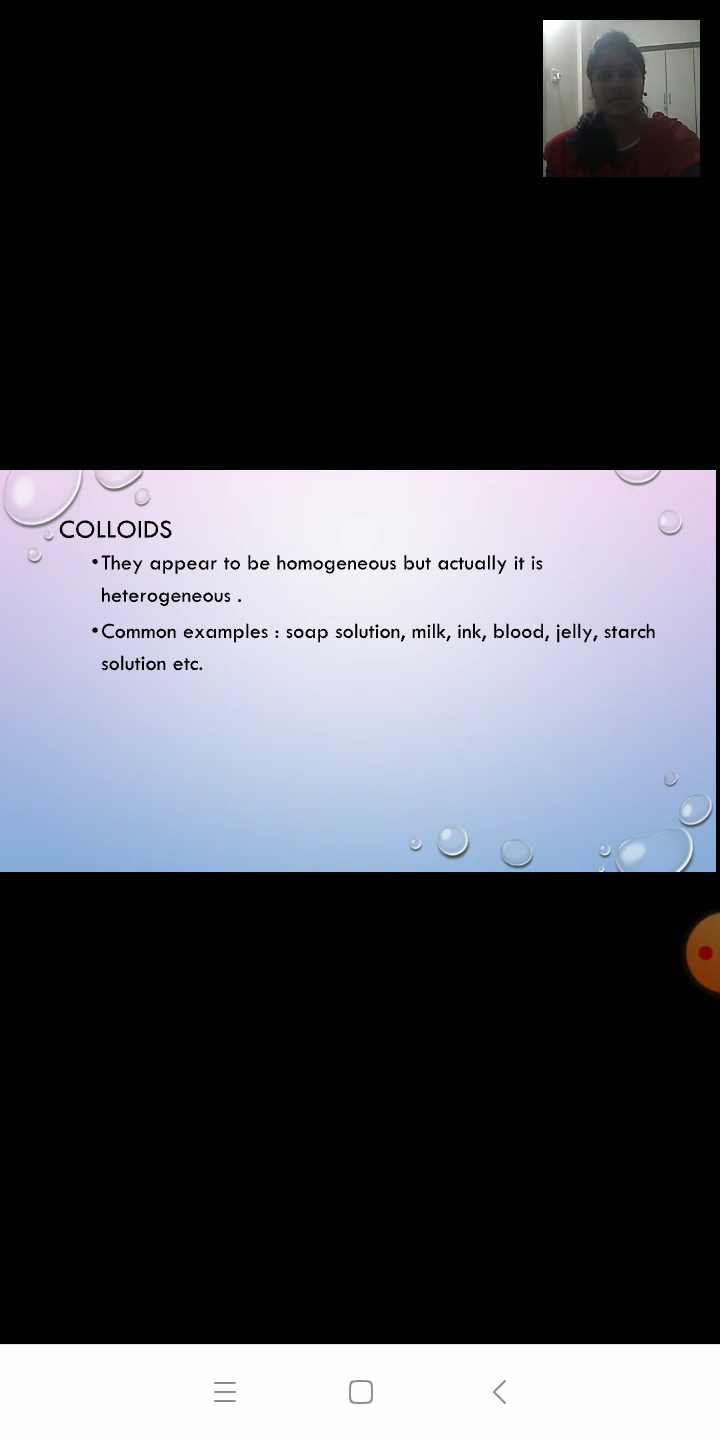 COLLOIDS
•They appear to be homogeneous but actually it is
heterogeneous .
•Common examples : soap solution, milk, ink, blood, jelly, starch
solution etc.